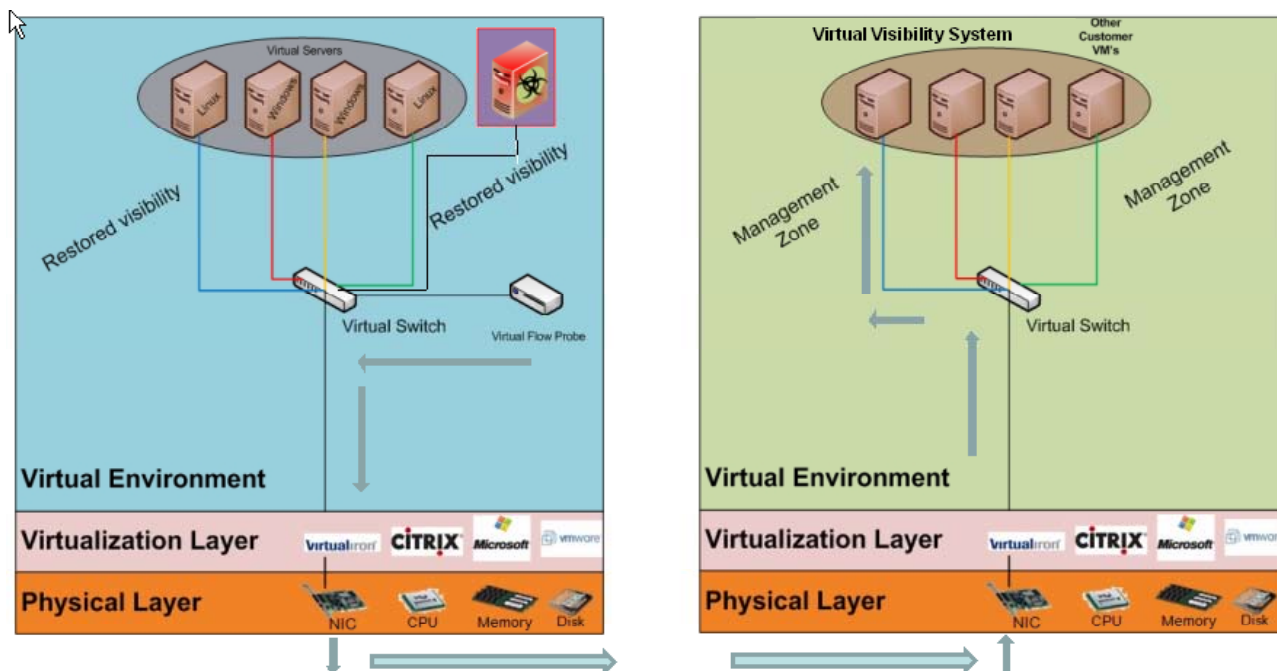 Virtual Servers
Linux
Windows
Windows
Linux
Restored visibility
Restored visibility
Virtual Switch
Virtual Flow Probe
Virtual Environment
Virtualization Layer
Virtualiron
CITRIX
Microsoft
vmware
Physical Layer
NIC
CPU
Memory
Disk
Virtual Visibility System
Other
Customer
VM's
Management
Zone
Management
Zone
Virtual Switch
Virtual Environment
Virtualization Layer
Virtualiron
CITRIX
Microsoft
vmware
Physical Layer
NIC
CPU
Memory
Disk